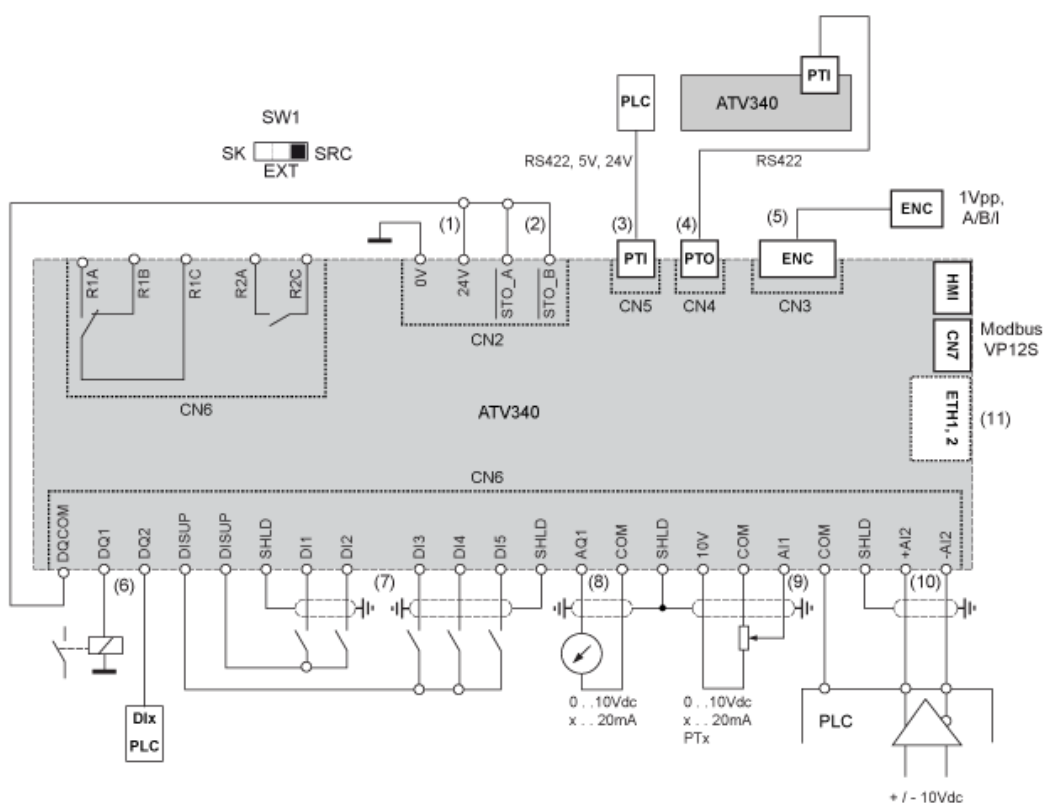 PTI
PLC
ATV340
SW1
SK
SRC
EXT
RS422, 5V, 24V
RS422
(1)
(2)
(3)
(4)
(5)
ENC
1Vpp,
A/B/I
R1A
R1B
R1C
R2A
R2C
0V
24V
STO_A
STO_B
PTI
PTO
ENC
HMI
CN5
CN4
CN3
CN2
CN7
Modbus
VP12S
CN6
ATV340
ETH1, 2
(11)
CN6
DQCOM
DQ1
DQ2
DISUP
DISUP
SHLD
DI1
DI2
DI3
DI4
DI5
SHLD
AQ1
COM
SHLD
10V
COM
AI1
COM
SHLD
+AI2
-AI2
(6)
(7)
(8)
(9)
(10)
0 . .10Vdc
x . . 20mA
0 . .10Vdc
x . . 20mA
PTx
DIx
PLC
PLC
+ / - 10Vdc